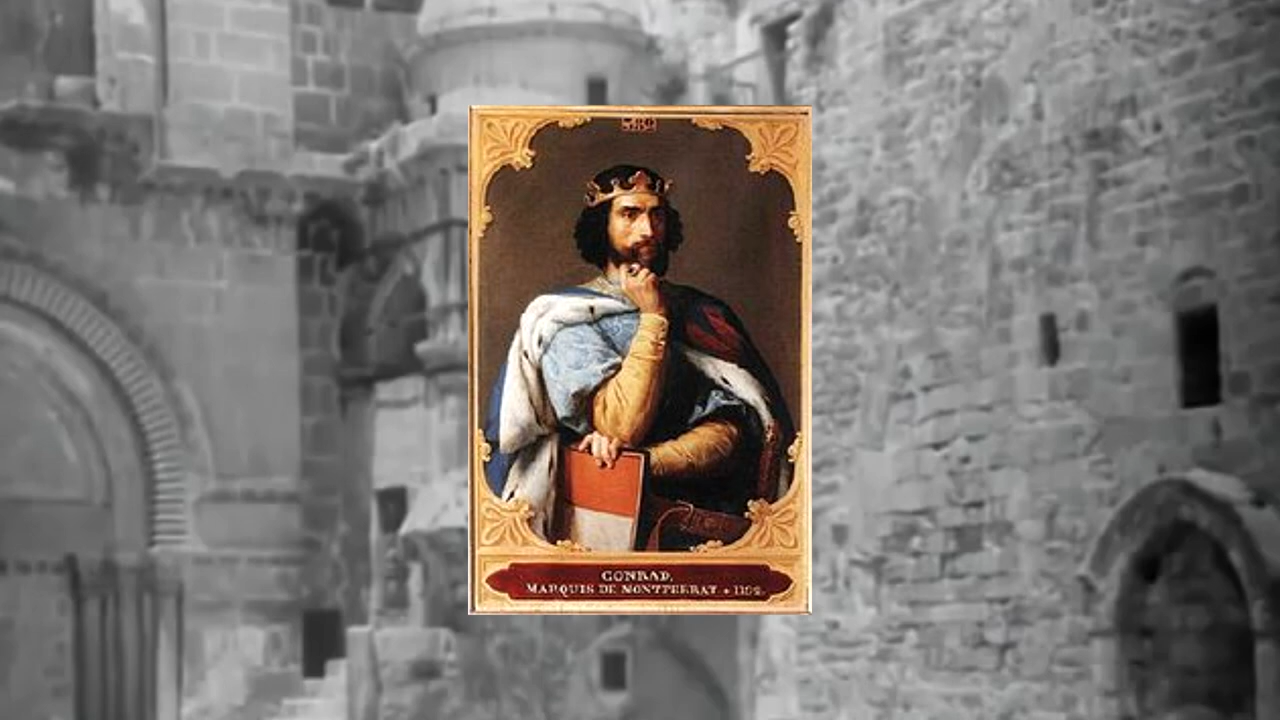 CONRAD,
MARQUIS DE MONTFERRAT. + 1192.